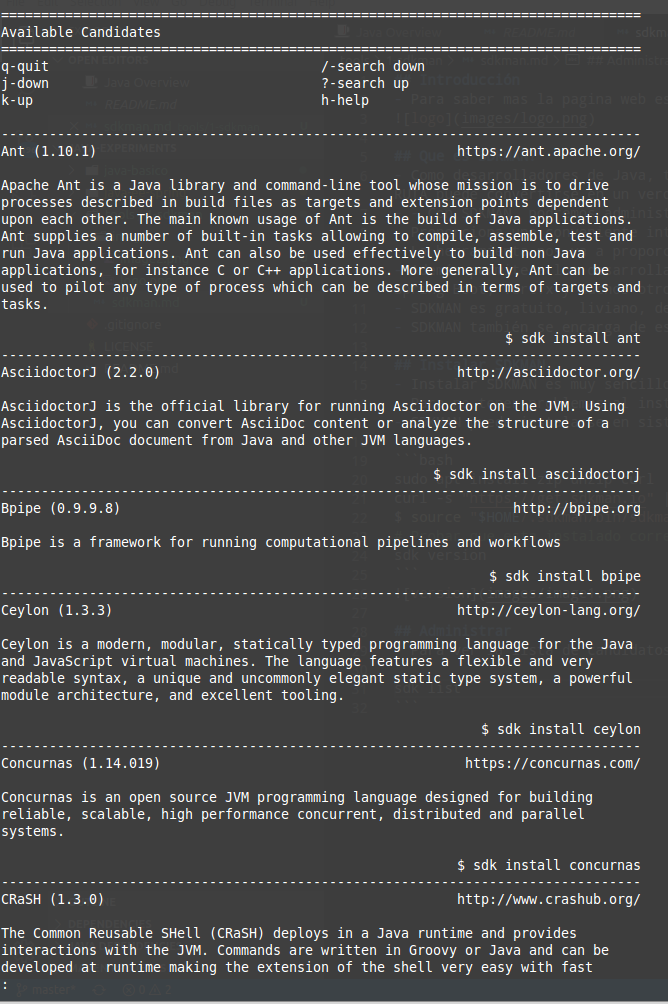 ================================================================================
Available Candidates
================================================================================
q-quit                                  /-search down
j-down                                  ?-search up
k-up                                    h-help

--------------------------------------------------------------------------------
Ant (1.10.1)                                             https://ant.apache.org/

Apache Ant is a Java library and command-line tool whose mission is to drive
processes described in build files as targets and extension points dependent
upon each other. The main known usage of Ant is the build of Java applications.
Ant supplies a number of built-in tasks allowing to compile, assemble, test and
run Java applications. Ant can also be used effectively to build non Java
applications, for instance C or C++ applications. More generally, Ant can be
used to pilot any type of process which can be described in terms of targets and
tasks.

                                                               $ sdk install ant
--------------------------------------------------------------------------------
AsciidoctorJ (2.2.0)                                     http://asciidoctor.org/

AsciidoctorJ is the official library for running Asciidoctor on the JVM. Using
AsciidoctorJ, you can convert AsciiDoc content or analyze the structure of a
parsed AsciiDoc document from Java and other JVM languages.

                                                      $ sdk install asciidoctorj
--------------------------------------------------------------------------------
Bpipe (0.9.9.8)                                                 http://bpipe.org

Bpipe is a framework for running computational pipelines and workflows

                                                             $ sdk install bpipe
--------------------------------------------------------------------------------
Ceylon (1.3.3)                                           http://ceylon-lang.org/

Ceylon is a modern, modular, statically typed programming language for the Java
and JavaScript virtual machines. The language features a flexible and very
readable syntax, a unique and uncommonly elegant static type system, a powerful
module architecture, and excellent tooling.

                                                            $ sdk install ceylon
--------------------------------------------------------------------------------
Concurnas (1.14.019)                                      https://concurnas.com/

Concurnas is an open source JVM programming language designed for building
reliable, scalable, high performance concurrent, distributed and parallel
systems.

                                                         $ sdk install concurnas
--------------------------------------------------------------------------------
CRaSH (1.3.0)                                            http://www.crashub.org/

The Common Reusable SHell (CRaSH) deploys in a Java runtime and provides
interactions with the JVM. Commands are written in Groovy or Java and can be
developed at runtime making the extension of the shell very easy with fast
: